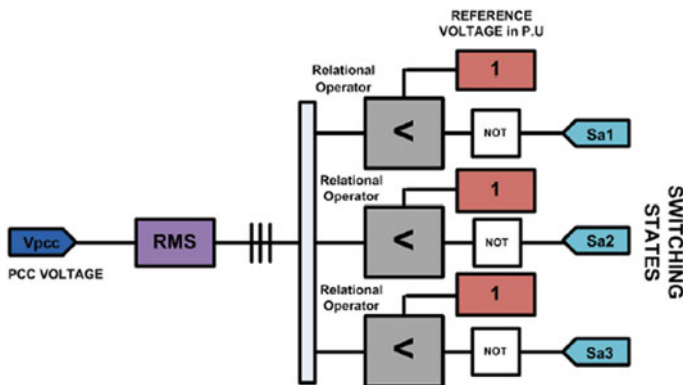 REFERENCE
VOLTAGE in P.U
Relational
Operator
1
<
NOT
Sa1
Relational
Operator
1
<
NOT
Sa2
Vpcc
RMS
PCC VOLTAGE
SWITCHING
STATES
Relational
Operator
1
<
NOT
Sa3